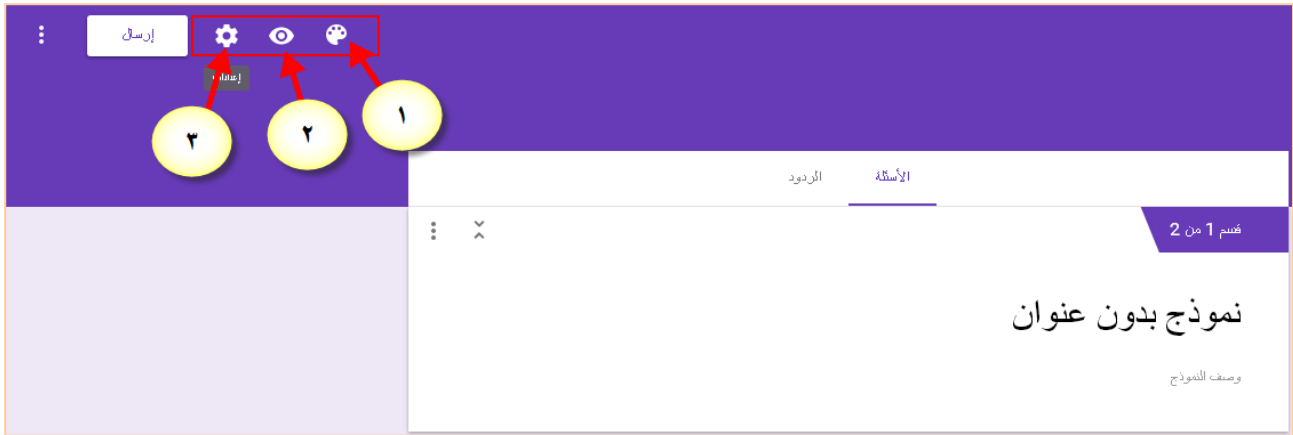 إرسال
إعدادات
١
٢
٣
الأسئلة الردود
قسم 1 من 2
نموذج بدون عنوان
وصف النموذج